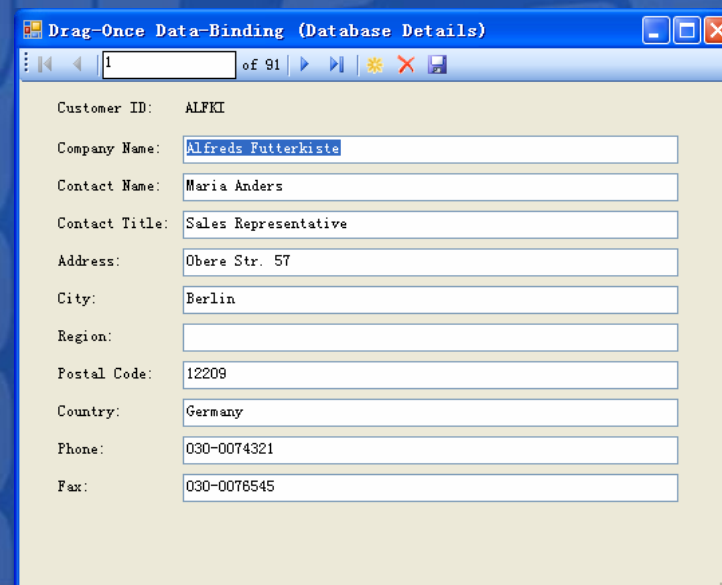 Drag-Once Data-Binding (Database Details)
1 of 91
Customer ID: ALFKI
Company Name: Alfreds Futterkiste
Contact Name: Maria Anders
Contact Title: Sales Representative
Address: Obere Str. 57
City: Berlin
Region:
Postal Code: 12209
Country: Germany
Phone: 030-0074321
Fax: 030-0076545